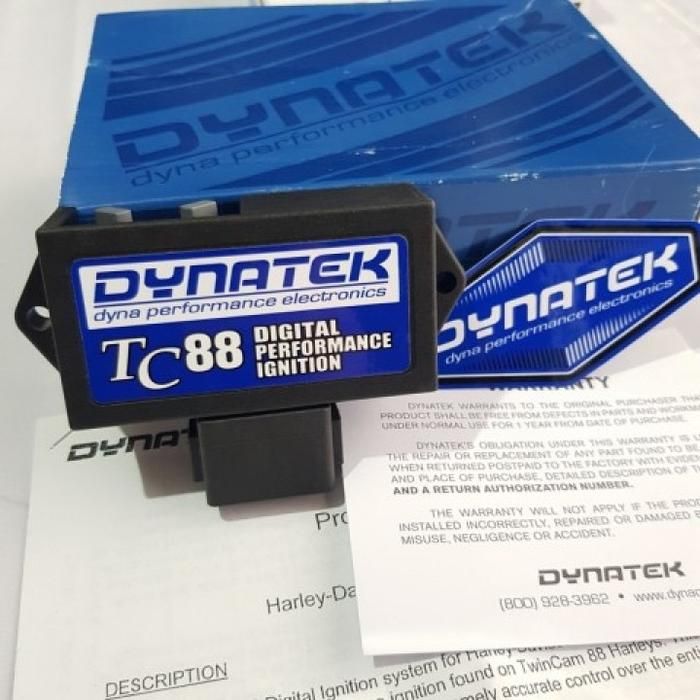 DYNATEK
dyna performance electronics
DYNATEK
DYNATEK
dyna performance electronics
TC88 DIGITAL
PERFORMANCE
IGNITION
DYNATEK
dyna performance electronics
WARRANTY
DYNATEK WARRANTS TO THE ORIGINAL PURCHASER
PRODUCT SHALL BE FREE FROM DEFECTS IN PARTS AND
UNDER NORMAL USE FOR 1 YEAR FROM DATE OF PURCHASE.
DYNATEK'S OBLIGATION UNDER THIS WARRANTY IS
THE REPAIR OR REPLACEMENT OF ANY PART FOUND TO BE
WHEN RETURNED POSTPAID TO THE FACTORY WITH
AND PLACE OF PURCHASE, DETAILED DESCRIPTION OF
AND A RETURN AUTHORIZATION NUMBER.
THE WARRANTY WILL NOT APPLY IF THE
INSTALLED INCORRECTLY, REPAIRED OR DAMAGED
MISUSE, NEGLIGENCE OR ACCIDENT.
DYNATEK
(800) 928-3962 •
DESCRIPTION
Digital Ignition system for
ignition found on TwinCam 88 Harleys.
accurate control over the